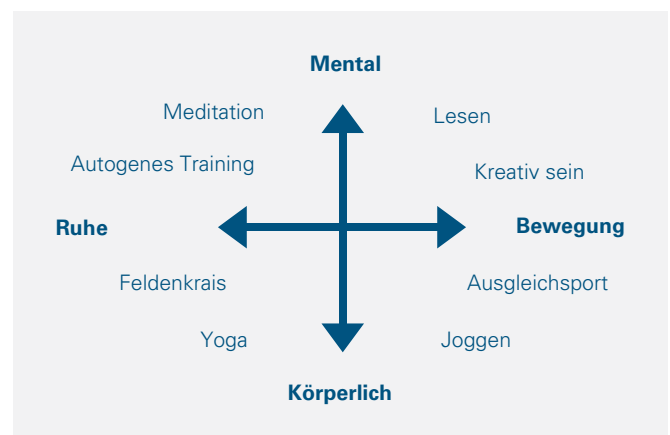 Mental
Meditation
Lesen
Autogenes Training
Kreativ sein
Ruhe
Bewegung
Feldenkrais
Ausgleichsport
Yoga
Joggen
Körperlich